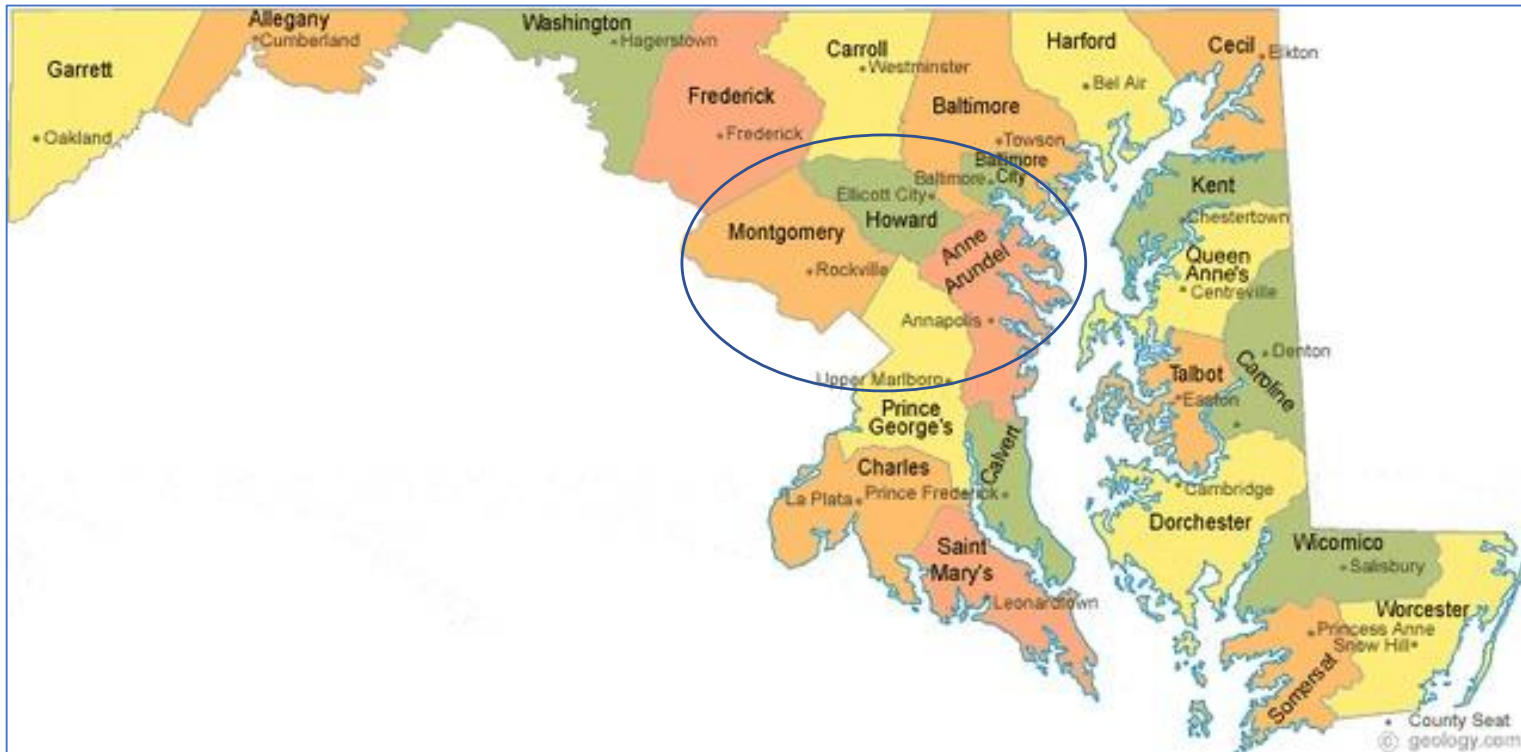 Allegany
Cumberland
Washington
Hagerstown
Garrett
Oakland
Frederick
Frederick
Carroll
Westminster
Baltimore
Towson
Harford
Bel Air
Cecil
Elkton
Baltimore
City
Baltimore
Ellicott City
Howard
Montgomery
Rockville
Anne
Arundel
Annapolis
Kent
Chestertown
Queen
Anne's
Centreville
Upper Marlboro
Prince
George's
Talbot
Easton
Caroline
Denton
Charles
La Plata
Prince Frederick
Calvert
Cambridge
Dorchester
Saint
Mary's
Leonardtown
Wicomico
Salisbury
Worcester
Princess Anne
Snow Hill
Somerset
County Seat
© geology.com